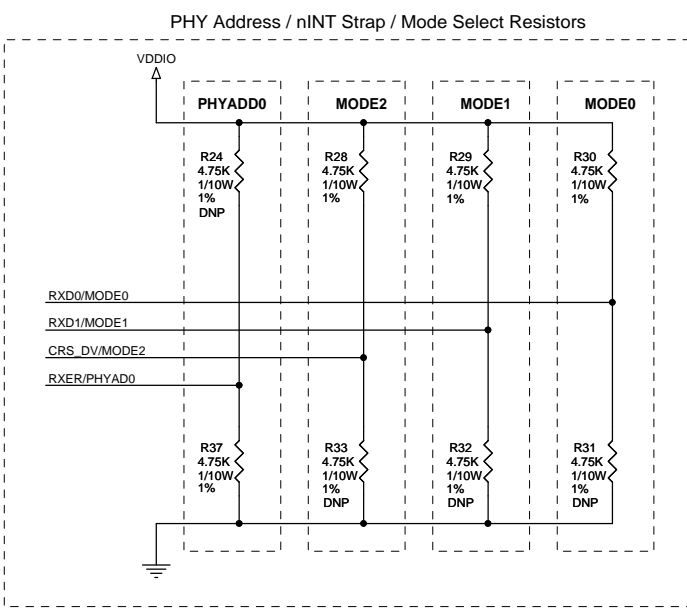 PHY Address / nINT Strap / Mode Select Resistors
VDDIO
PHYADD0
MODE2
MODE1
MODE0
R24
4.75K
1/10W
1%
DNP
R28
4.75K
1/10W
1%
R29
4.75K
1/10W
1%
R30
4.75K
1/10W
1%
RXD0/MODE0
RXD1/MODE1
CRS_DV/MODE2
RXER/PHYAD0
R37
4.75K
1/10W
1%
R33
4.75K
1/10W
1%
DNP
R32
4.75K
1/10W
1%
DNP
R31
4.75K
1/10W
1%
DNP